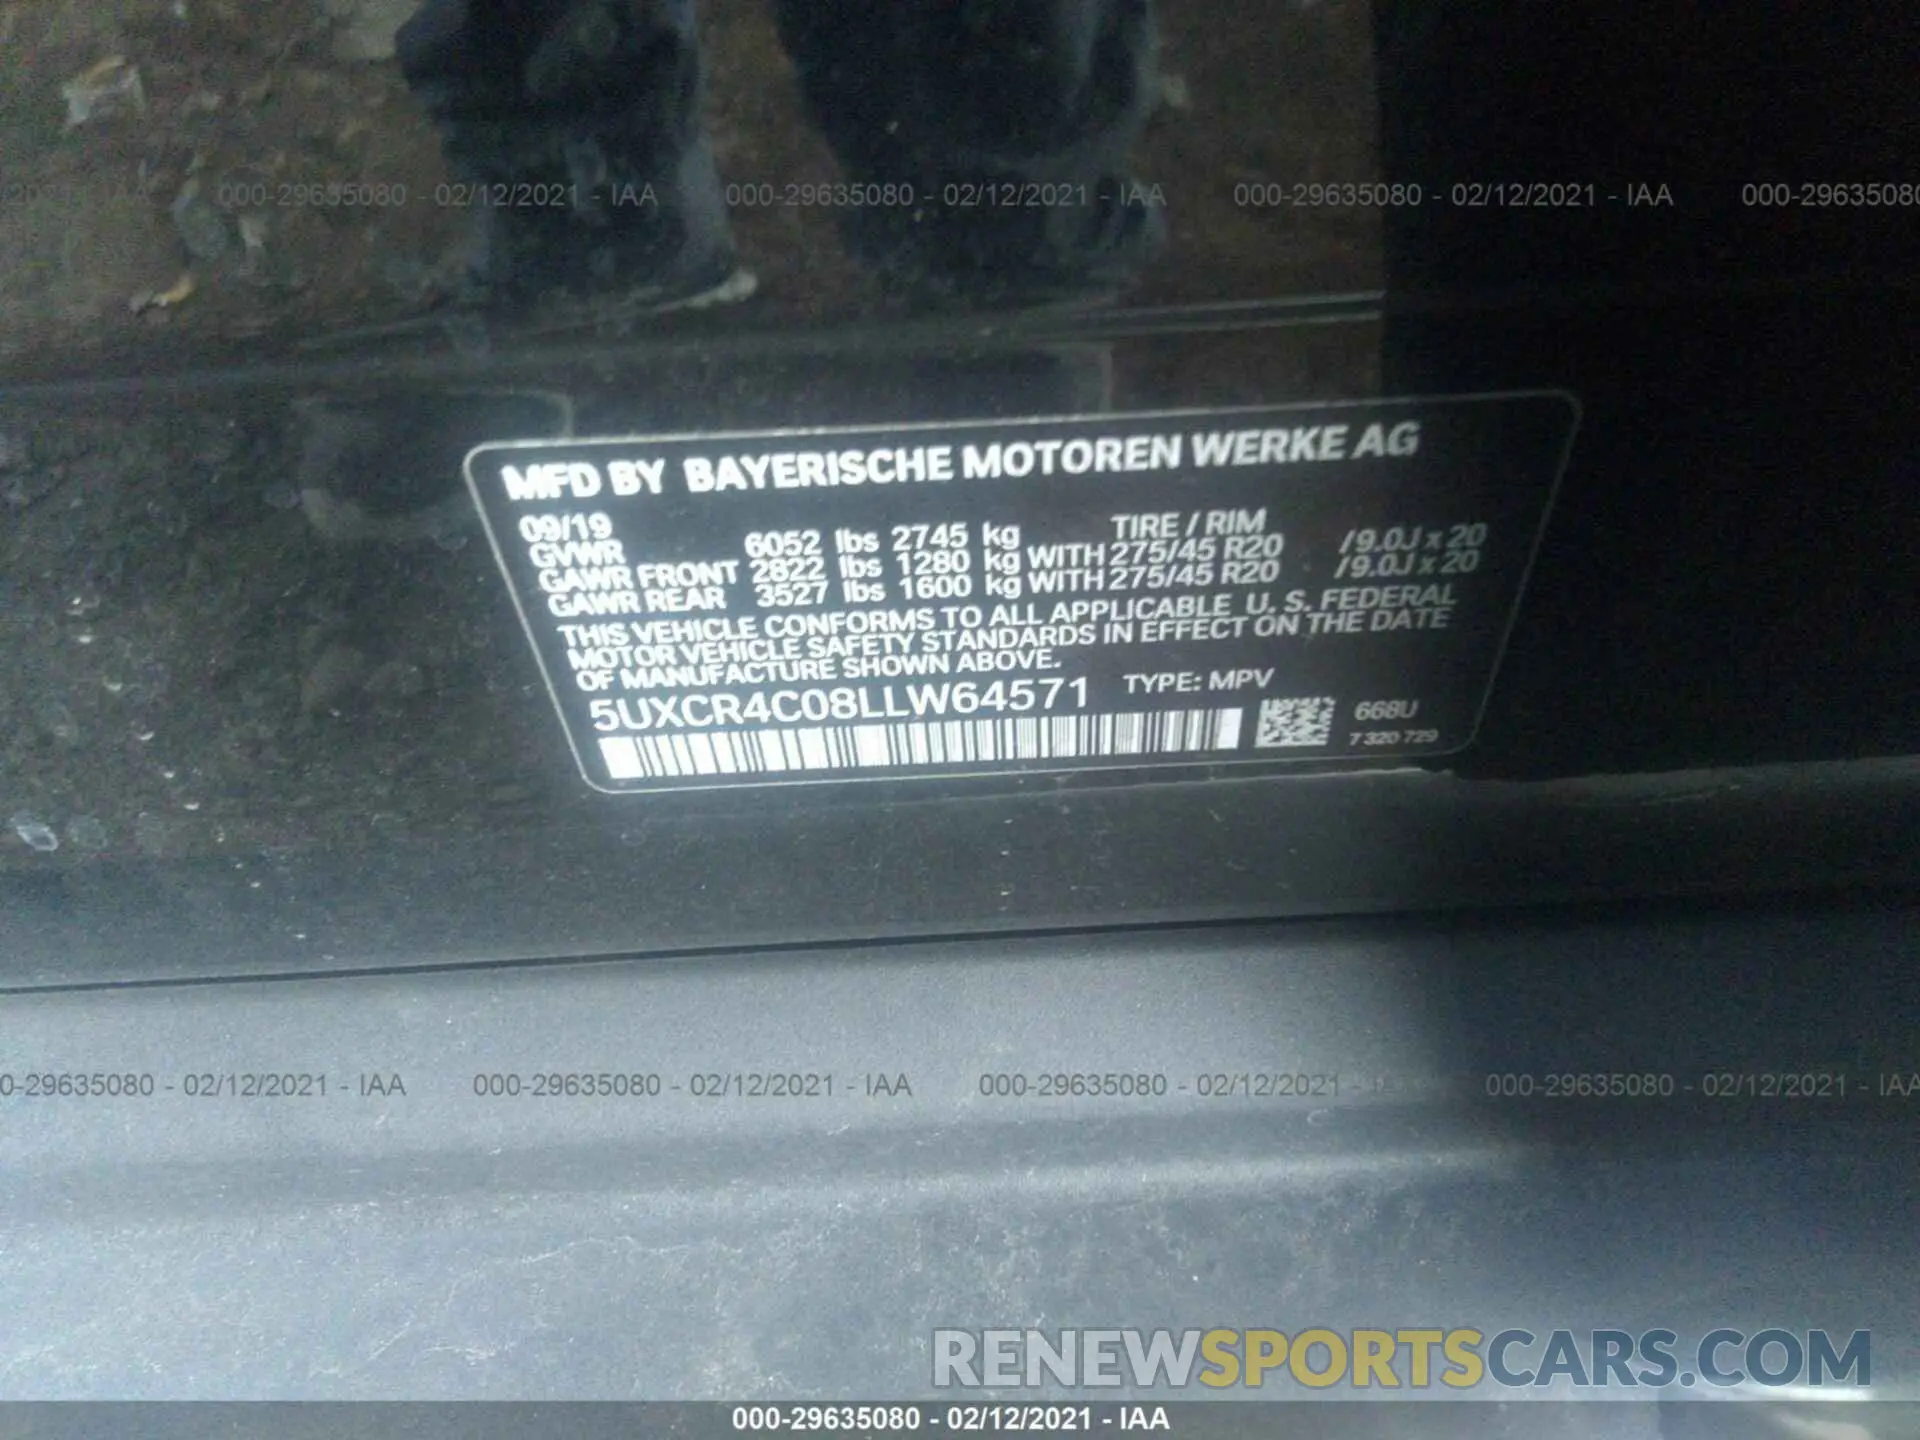 000-29635080 - 02/12/2021 - IAA 000-29635080 - 02/12/2021 - IAA 000-29635080 - 02/12/2021 - IAA 000-29635080
MFD BY BAYERISCHE MOTOREN WERKE AG
09/19 TIRE / RIM
GVWR 6052 lbs 2745 kg
GAWR FRONT 2822 lbs 1280 kg WITH 275/45 R20 / 9.0J x 20
GAWR REAR 3527 lbs 1600 kg WITH 275/45 R20 / 9.0J x 20
THIS VEHICLE CONFORMS TO ALL APPLICABLE U. S. FEDERAL
MOTOR VEHICLE SAFETY STANDARDS IN EFFECT ON THE DATE
OF MANUFACTURE SHOWN ABOVE.
5UXCR4C08LLW64571 TYPE: MPV
668U
7 320 729
0-29635080 - 02/12/2021 - IAA 000-29635080 - 02/12/2021 - IAA 000-29635080 - 02/12/2021 - 000-29635080 - 02/12/2021 - IAA
RENEWSPORTSCARS.COM
000-29635080 - 02/12/2021 - IAA